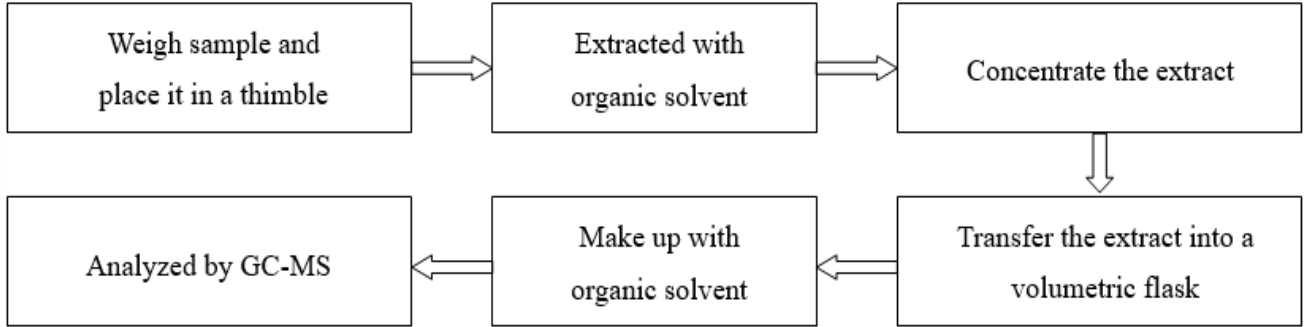 Weigh sample and
place it in a thimble
Extracted with
organic solvent
Concentrate the extract
Transfer the extract into a
volumetric flask
Make up with
organic solvent
Analyzed by GC-MS